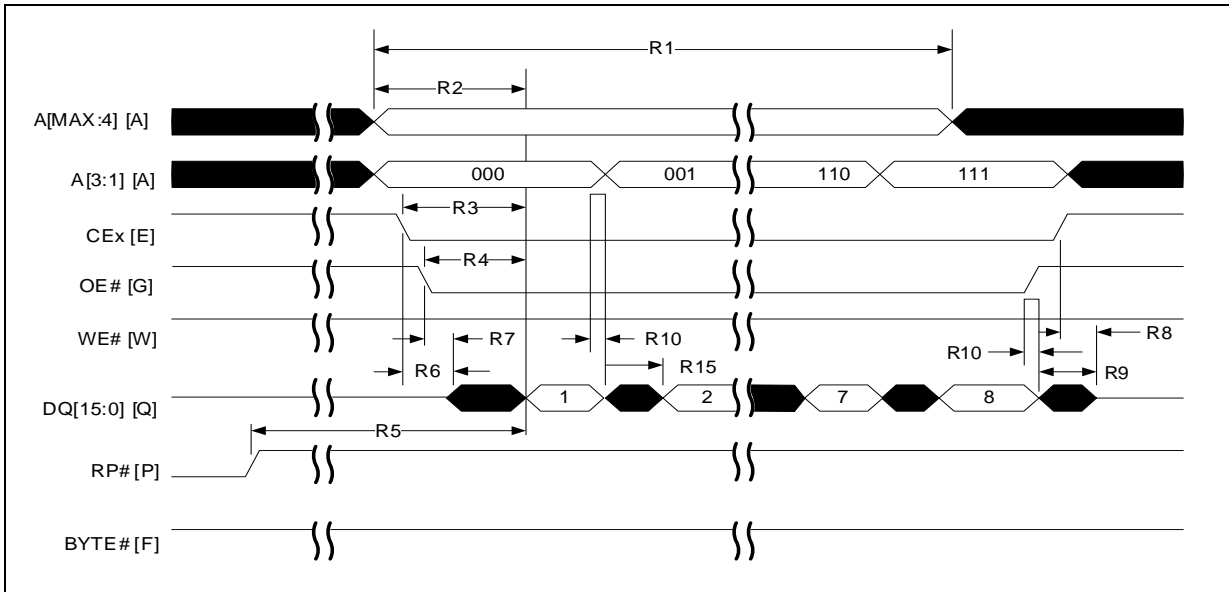 R1
R2
A[MAX:4] [A]
A[3:1] [A]
000
001
110
111
R3
CEx [E]
R4
OE# [G]
WE# [W]
R7
R10
R8
R10
R6
R15
R9
DQ[15:0] [Q]
1
2
7
8
R5
RP# [P]
BYTE# [F]